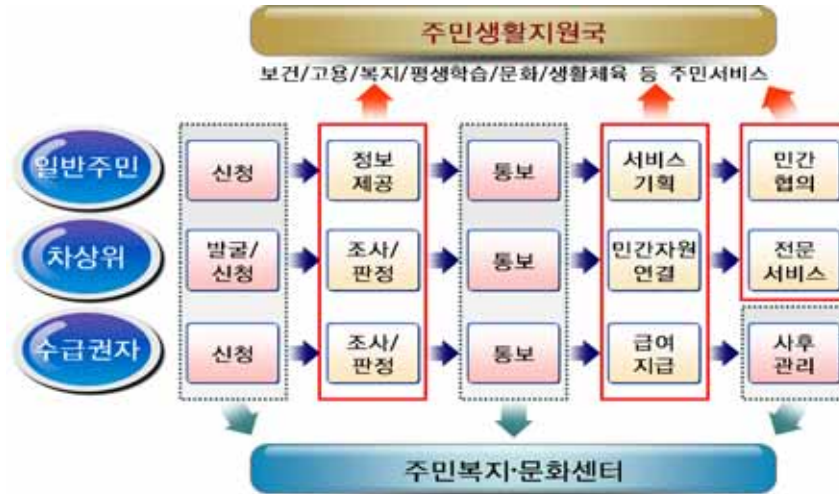 주민생활지원국
보건/고용/복지/평생학습/문화/생활체육 등 주민서비스
일반주민
신청
정보
제공
통보
서비스
기획
민간
협의
차상위
발굴/
신청
조사/
판정
통보
민간자원
연결
전문
서비스
수급권자
신청
조사/
판정
통보
급여
지급
사후
관리
주민복지·문화센터